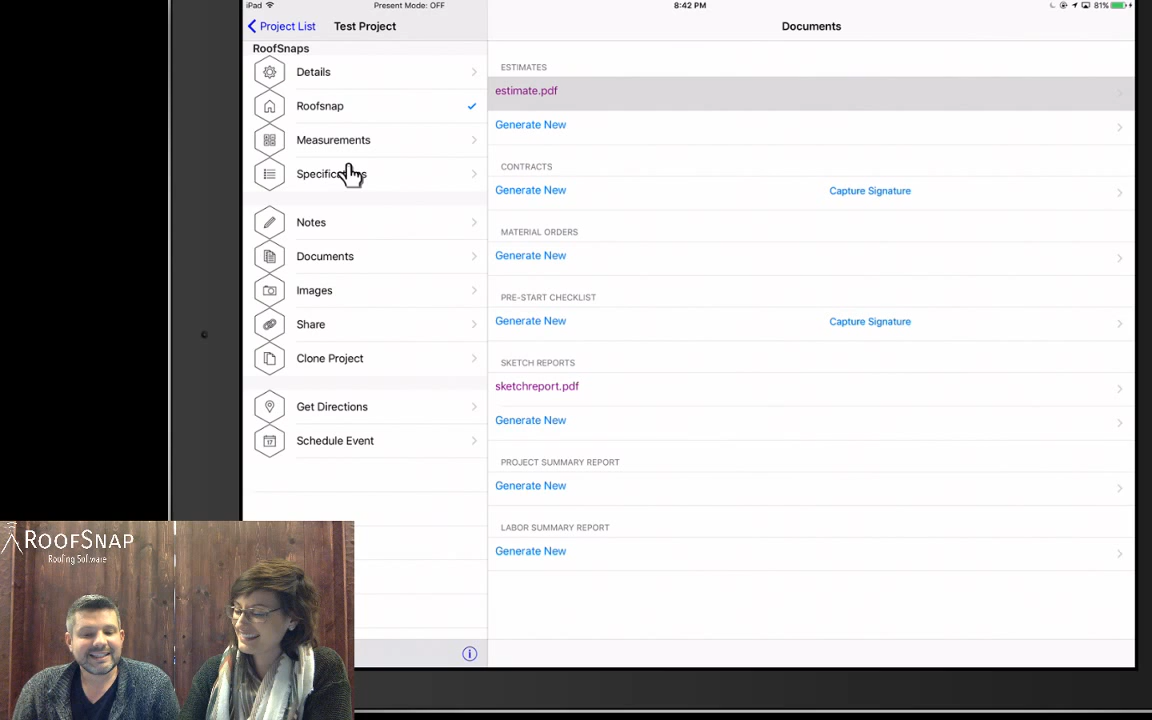 iPad
Present Mode: OFF
8:42 PM
81%
Project List
Test Project
Documents
RoofSnaps
Details
Roofsnap
Measurements
Notes
Documents
Images
Share
Clone Project
Get Directions
17
Schedule Event
ESTIMATES
estimate.pdf
Generate New
CONTRACTS
Generate New
Capture Signature
MATERIAL ORDERS
Generate New
PRE-START CHECKLIST
Generate New
Capture Signature
SKETCH REPORTS
sketchreport.pdf
Generate New
PROJECT SUMMARY REPORT
Generate New
LABOR SUMMARY REPORT
Generate New
ROOFSNAP
Roofing Software